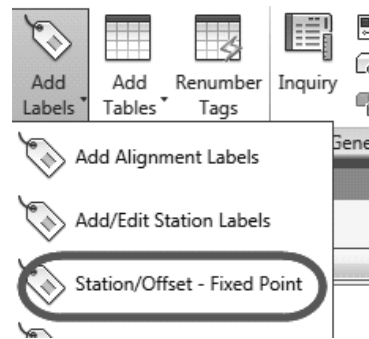 Add Labels
Add Tables
Renumber Tags
Inquiry
Add Alignment Labels
Add/Edit Station Labels
Station/Offset - Fixed Point